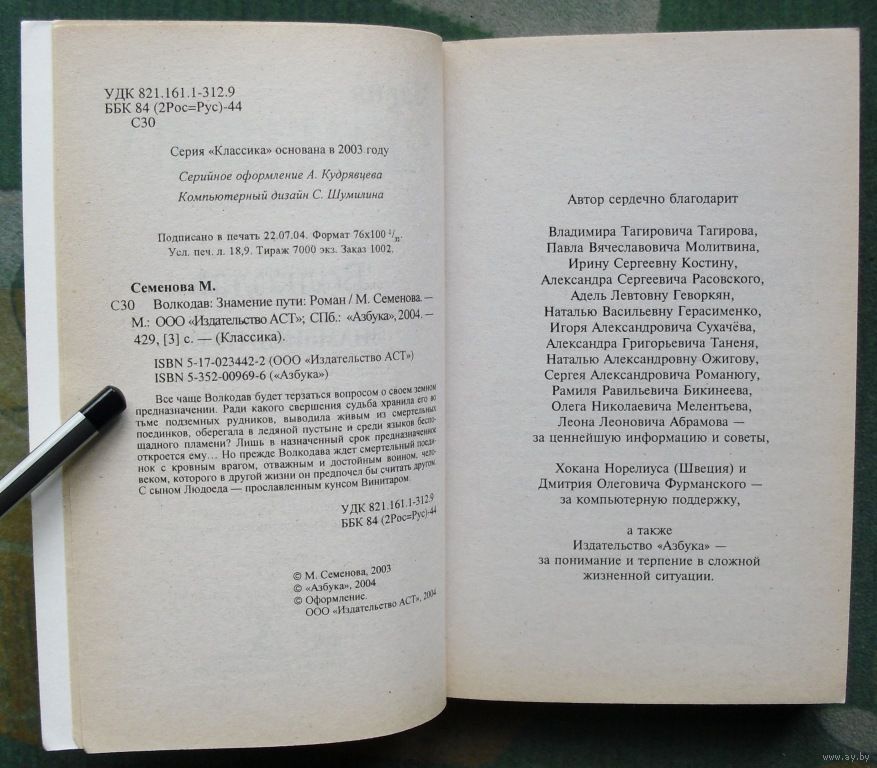 УДК 821.161.1-312.9
ББК 84 (2Рос=Рус)-44
С30
Серия «Классика» основана в 2003 году
Серийное оформление А. Кудрявцева
Компьютерный дизайн С. Шумилина
Подписано в печать 22.07.04. Формат 76х100 1/п.
Усл. печ. л. 18,9. Тираж 7000 экз. Заказ 1002.
Семенова М.
С30 Волкодав: Знамение пути: Роман / М. Семенова. —
М.: ООО «Издательство АСТ»; СПб.: «Азбука», 2004. —
429, [3] с. — (Классика).
ISBN 5-17-023442-2 (ООО «Издательство АСТ»)
ISBN 5-352-00969-6 («Азбука»)
Все чаще Волкодав будет терзаться вопросом о своем земном
предназначении. Ради какого свершения судьба хранила его во
тьме подземных рудников, выводила живым из смертельных
поединков, оберегала в ледяной пустыне и среди языков беспо-
щадного пламени? Лишь в назначенный срок предназначенное
откроется ему... Но прежде Волкодава ждет смертельный поеди-
нок с кровным врагом, отважным и достойным воином, чело-
веком, которого в другой жизни он предпочел бы считать другом.
С сыном Людоеда — прославленным кунсом Винитаром.
УДК 821.161.1-312.9
ББК 84 (2Рос=Рус)-44
© М. Семенова, 2003
© «Азбука», 2004
© Оформление.
ООО «Издательство АСТ», 2004
Автор сердечно благодарит
Владимира Тагировича Тагирова,
Павла Вячеславовича Молитвина,
Ирину Сергеевну Костину,
Александра Сергеевича Расовского,
Адель Левтовну Геворкян,
Наталью Васильевну Герасименко,
Игоря Александровича Сухачёва,
Александра Григорьевича Таненя,
Наталью Альбандровну Ожигову,
Сергея Александровича Романюгу,
Рамиля Равильевича Бикинеева,
Олега Николаевича Мелентьева,
Леона Леоновича Абрамова —
за ценнейшую информацию и советы,
Хокана Норелиуса (Швеция) и
Дмитрия Олеговича Фурманского —
за компьютерную поддержку,
а также
Издательство «Азбука» —
за понимание и терпение в сложной
жизненной ситуации.
www.ay.by